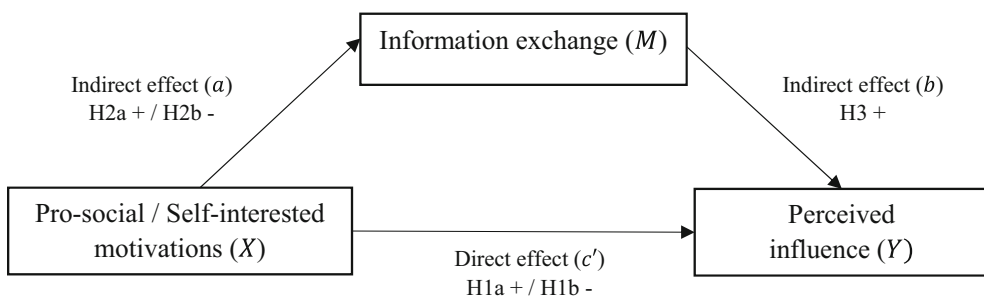 Information exchange (M)
Indirect effect (a)
H2a + / H2b -
Indirect effect (b)
H3 +
Pro-social / Self-interested
motivations (X)
Direct effect (c′)
H1a + / H1b -
Perceived
influence (Y)